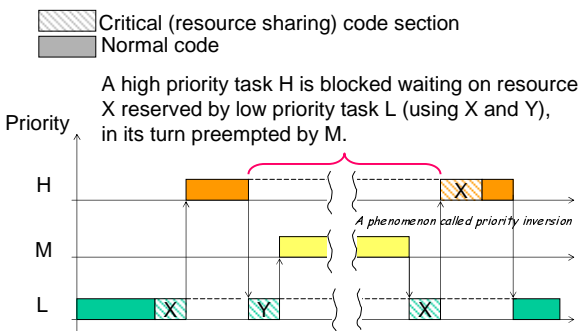 Critical (resource sharing) code section
Normal code
A high priority task H is blocked waiting on resource
X reserved by low priority task L (using X and Y),
in its turn preempted by M.
Priority
H
X
A phenomenon called priority inversion
M
L
X
Y
X